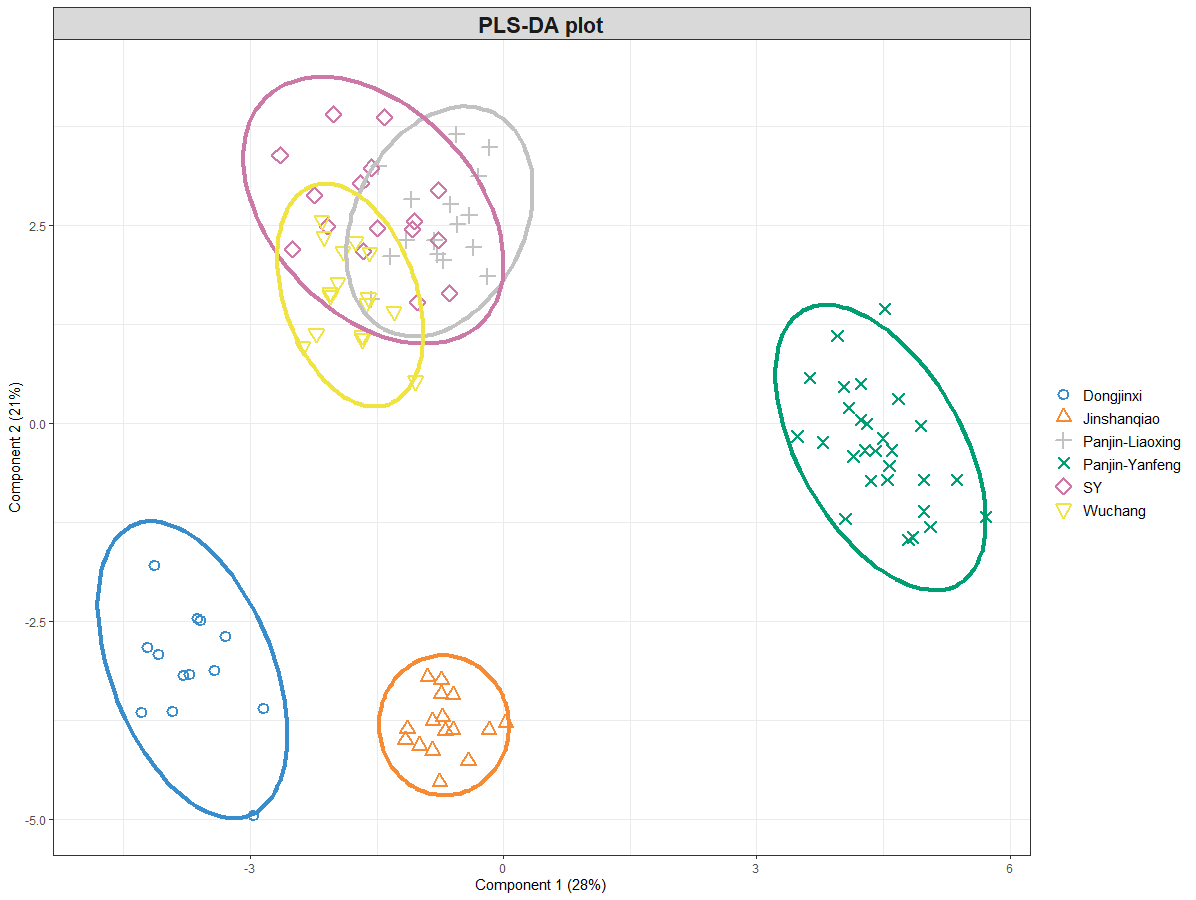 PLS-DA plot
Component 2 (21%)
2.5
0.0
-2.5
-5.0
-3
0
3
6
Component 1 (28%)
Dongjinxi
Jinshanqiao
Panjin-Liaoxing
Panjin-Yanfeng
SY
Wuchang